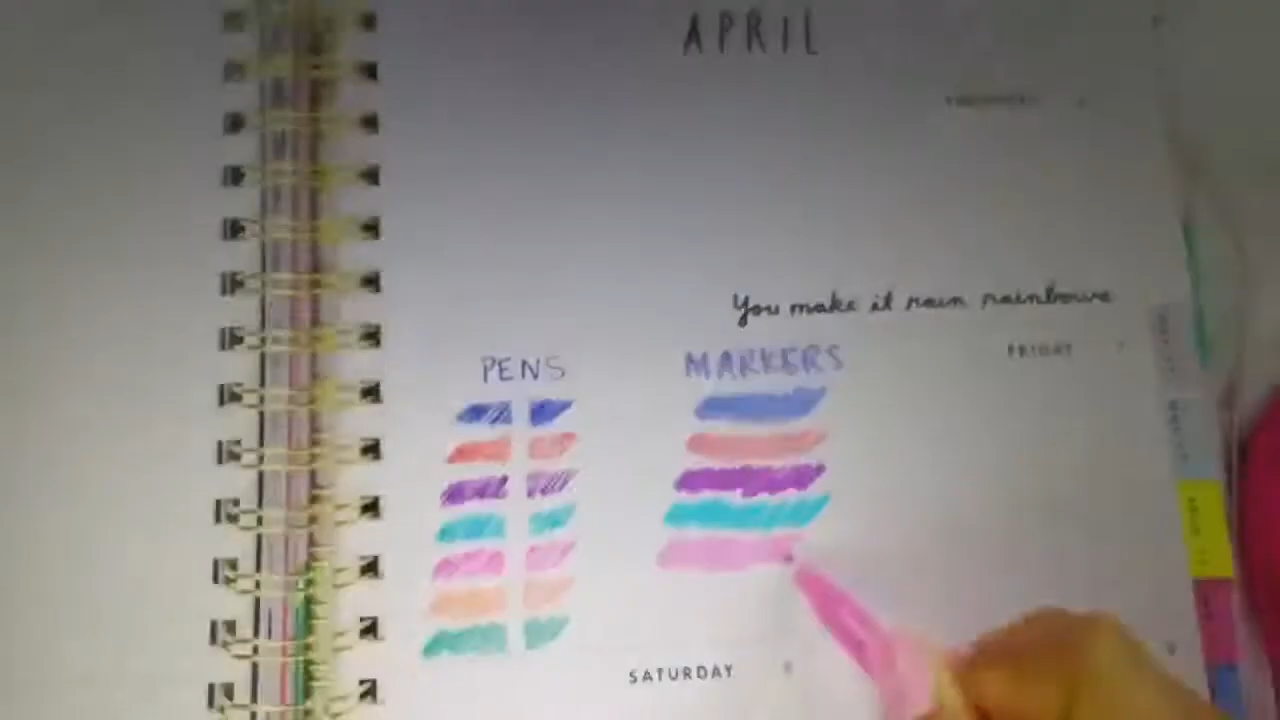 APRIL
You make it rain rainbows
FRIDAY
PENS
MARKERS
SATURDAY